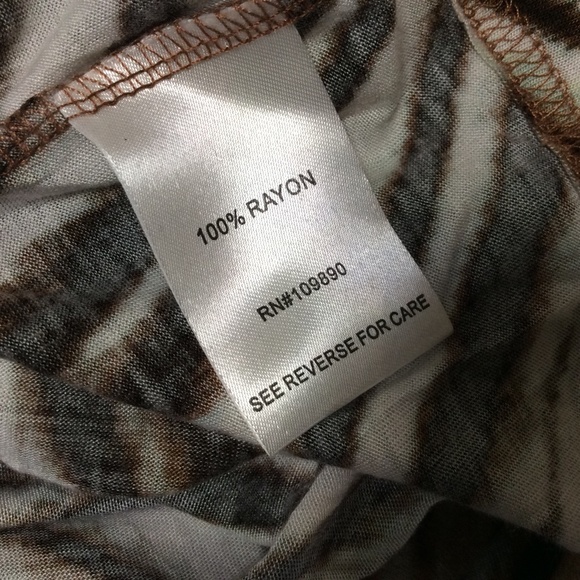 100% RAYON
RN#109890
SEE REVERSE FOR CARE